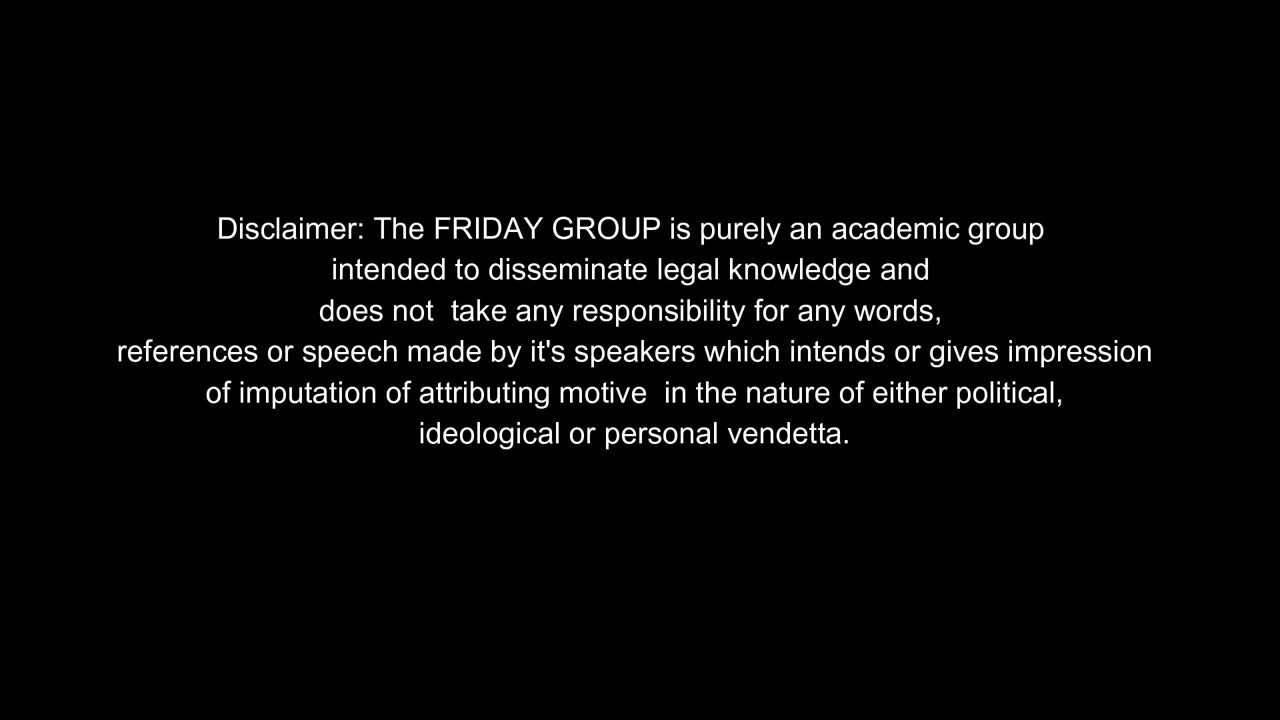 Disclaimer: The FRIDAY GROUP is purely an academic group
intended to disseminate legal knowledge and
does not  take any responsibility for any words,
references or speech made by it's speakers which intends or gives impression
of imputation of attributing motive  in the nature of either political,
ideological or personal vendetta.